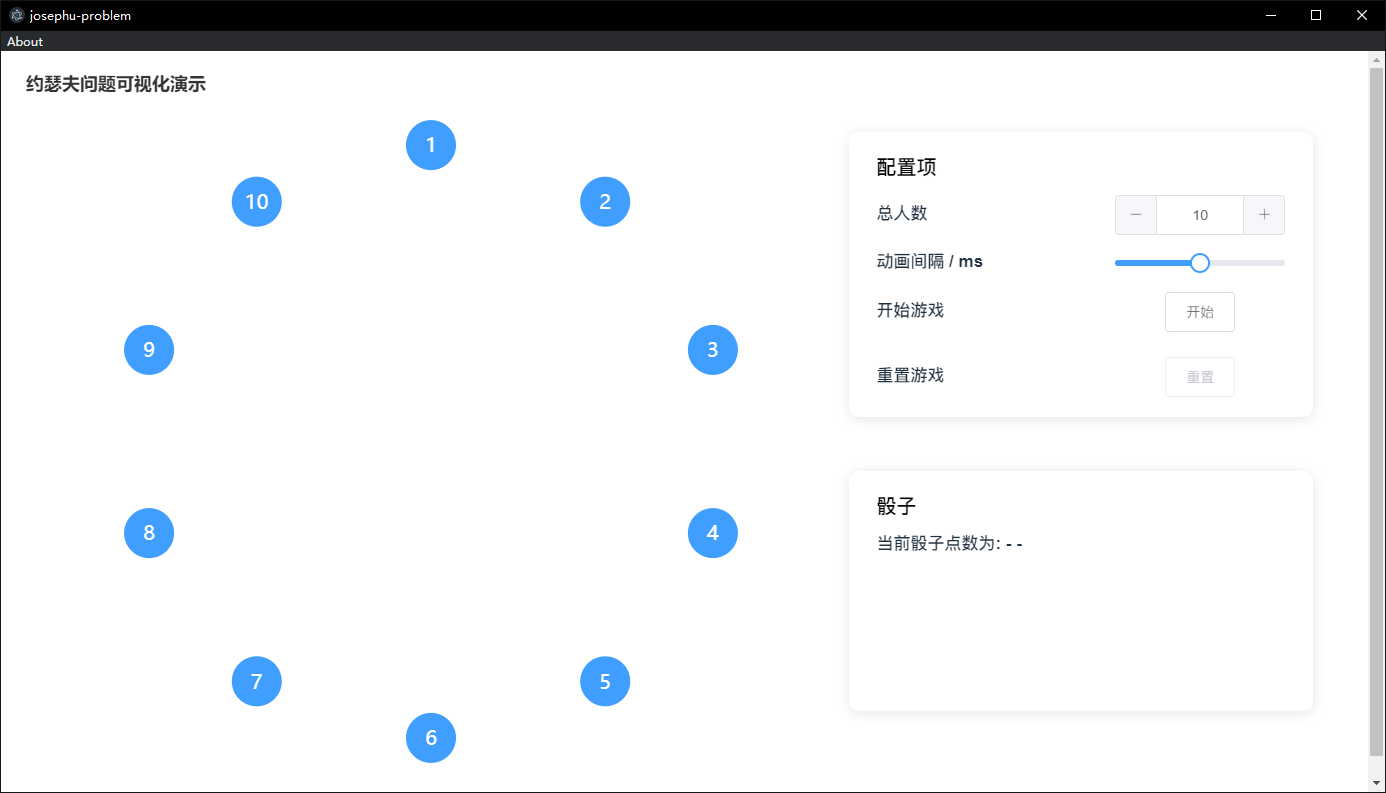 josephu-problem
About
约瑟夫问题可视化演示
1
10
2
9
3
8
4
7
5
6
配置项
总人数
10
动画间隔 / ms
开始游戏
开始
重置游戏
重置
骰子
当前骰子点数为: - -